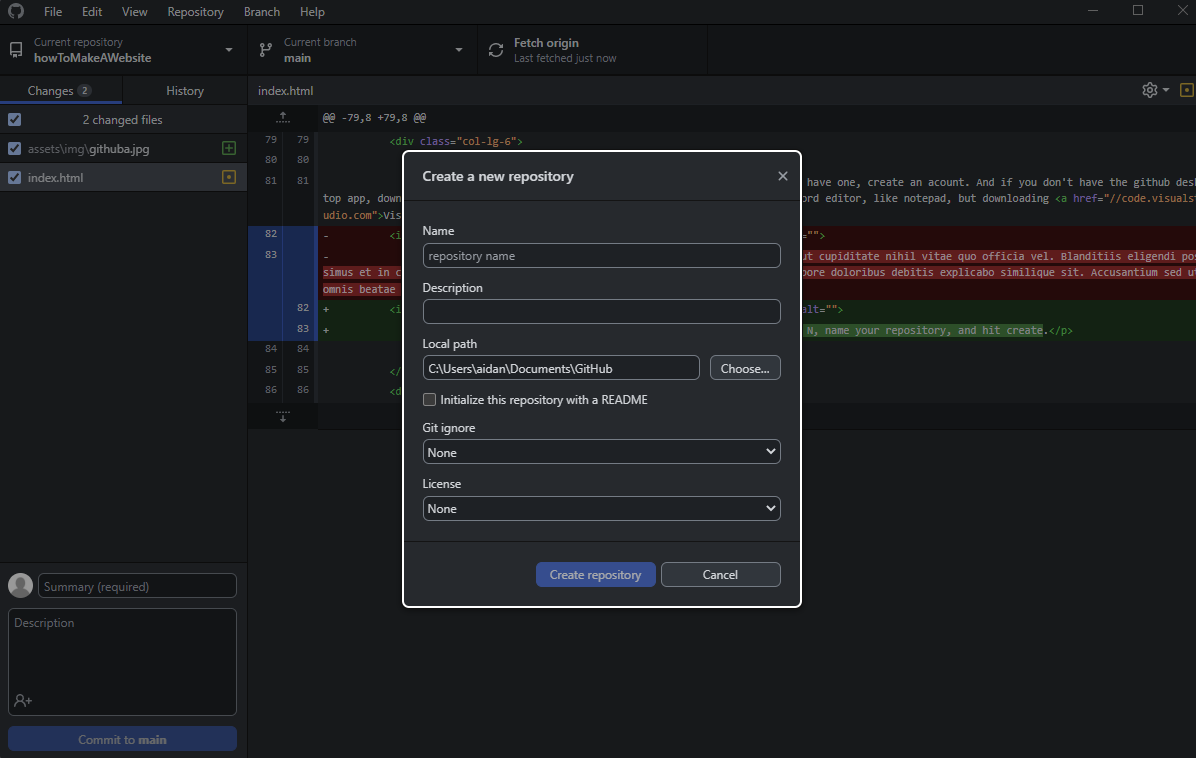 File Edit View Repository Branch Help
Current repository
howToMakeAWebsite
Current branch
main
Fetch origin
Last fetched just now
Changes 2
History
index.html
2 changed files
assets\img\githuba.jpg
index.html
@@ -79,8 +79,8 @@
79 79 <div class="col-lg-6">
80 80
81 81 have one, create an acount. And if you don't have the github desk
top app, down
ord editor, like notepad, but downloading <a href="//code.visualst
udio.com">Vis
82 - <i ="">
83 - ut cupiditate nihil vitae quo officia vel. Blanditiis eligendi pos
simus et in c ore doloribus debitis explicabo similique sit. Accusantium sed ut
omnis beatae
82 + <i alt="">
83 + N, name your repository, and hit create.</p>
84 84
85 85 </
86 86 <d
Create a new repository
Name
repository name
Description
Local path
C:\Users\aidan\Documents\GitHub
Choose...
Initialize this repository with a README
Git ignore
None
License
None
Create repository
Cancel
Summary (required)
Description
Commit to main